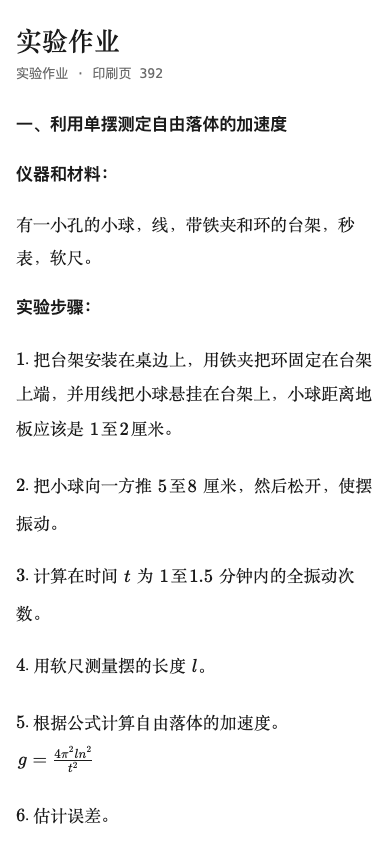 实验作业
实验作业 · 印刷页 392
一、利用单摆测定自由落体的加速度
仪器和材料：
有一小孔的小球，线，带铁夹和环的台架，秒
表，软尺。
实验步骤：
1. 把台架安装在桌边上，用铁夹把环固定在台架
上端，并用线把小球悬挂在台架上，小球距离地
板应该是 1至2厘米。
2. 把小球向一方推 5至8 厘米，然后松开，使摆
振动。
3. 计算在时间 t 为 1至1.5 分钟内的全振动次
数。
4. 用软尺测量摆的长度 l。
5. 根据公式计算自由落体的加速度。
g = \frac{4π^2ln^2}{t^2}
6. 估计误差。